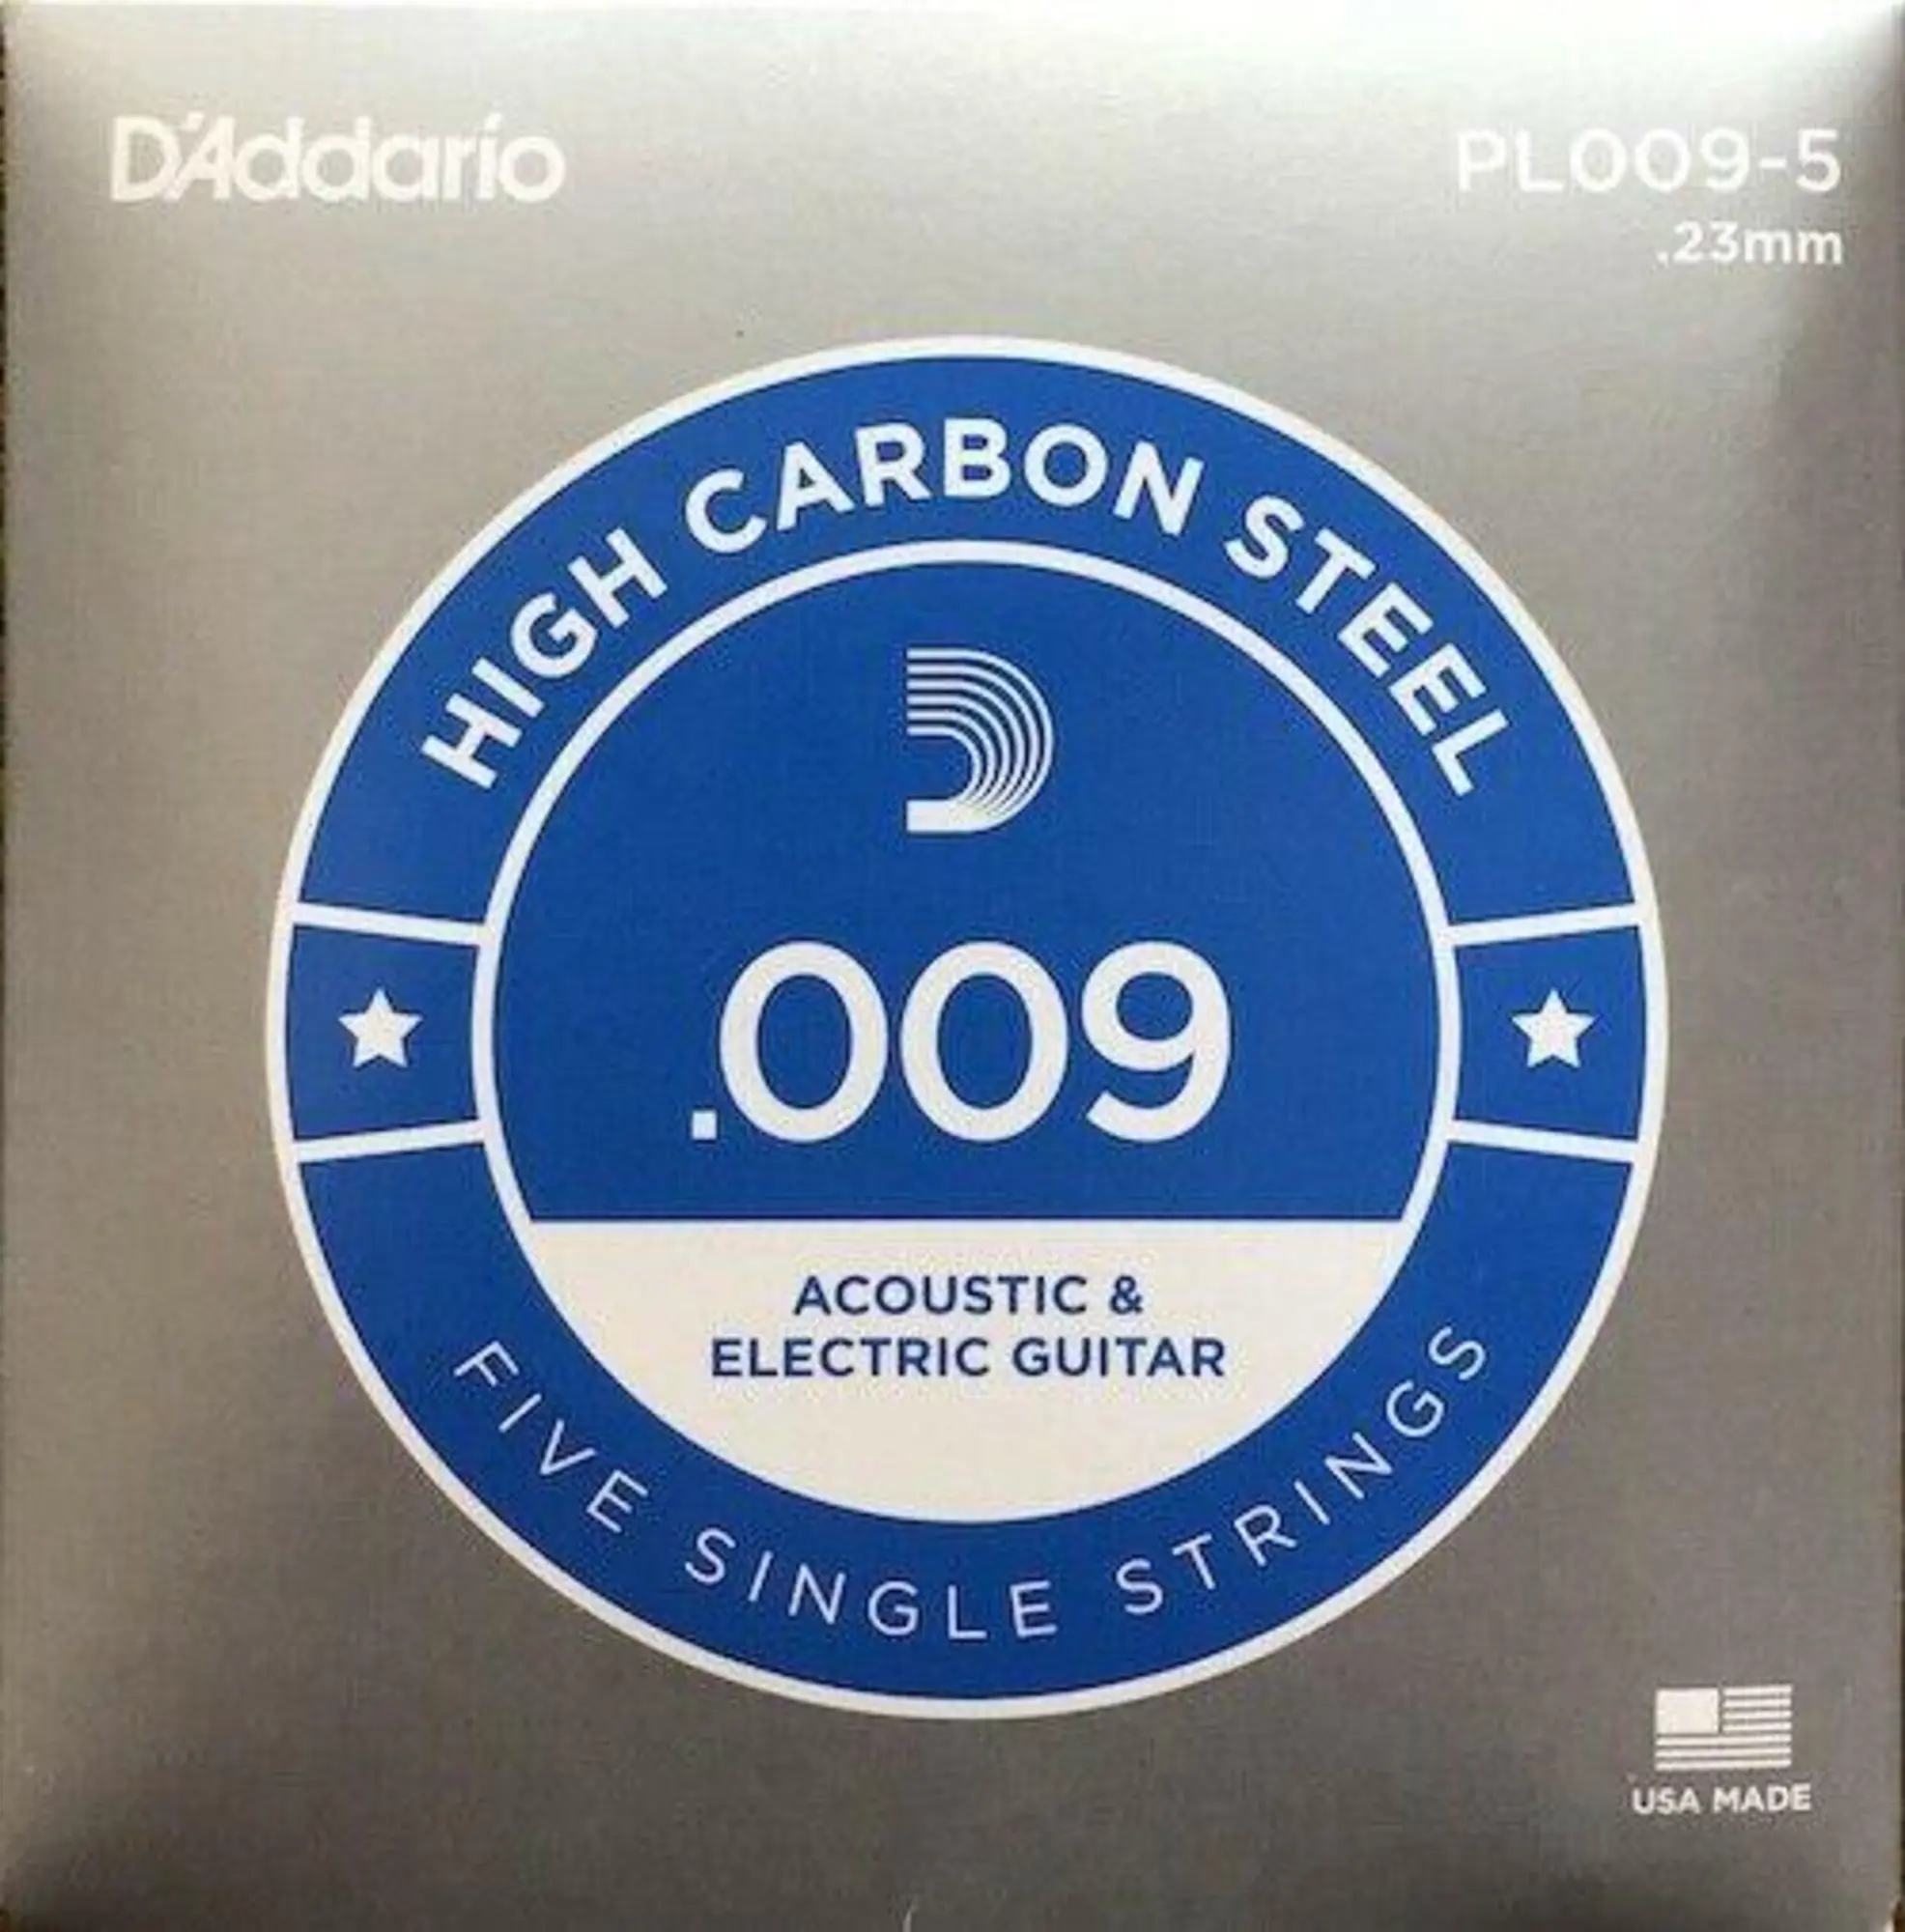 D'Addario
PL009-5
.23mm
HIGH CARBON STEEL
.009
ACOUSTIC &
ELECTRIC GUITAR
FIVE SINGLE STRINGS
USA MADE